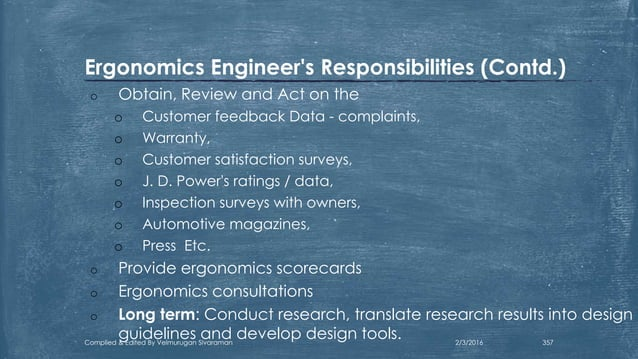 Ergonomics Engineer's Responsibilities (Contd.)
o Obtain, Review and Act on the
o Customer feedback Data - complaints,
o Warranty,
o Customer satisfaction surveys,
o J. D. Power's ratings / data,
o Inspection surveys with owners,
o Automotive magazines,
o Press Etc.
o Provide ergonomics scorecards
o Ergonomics consultations
o Long term: Conduct research, translate research results into design
guidelines and develop design tools.
Complied & Edited By Velmurugan Sivaraman 2/3/2016 357